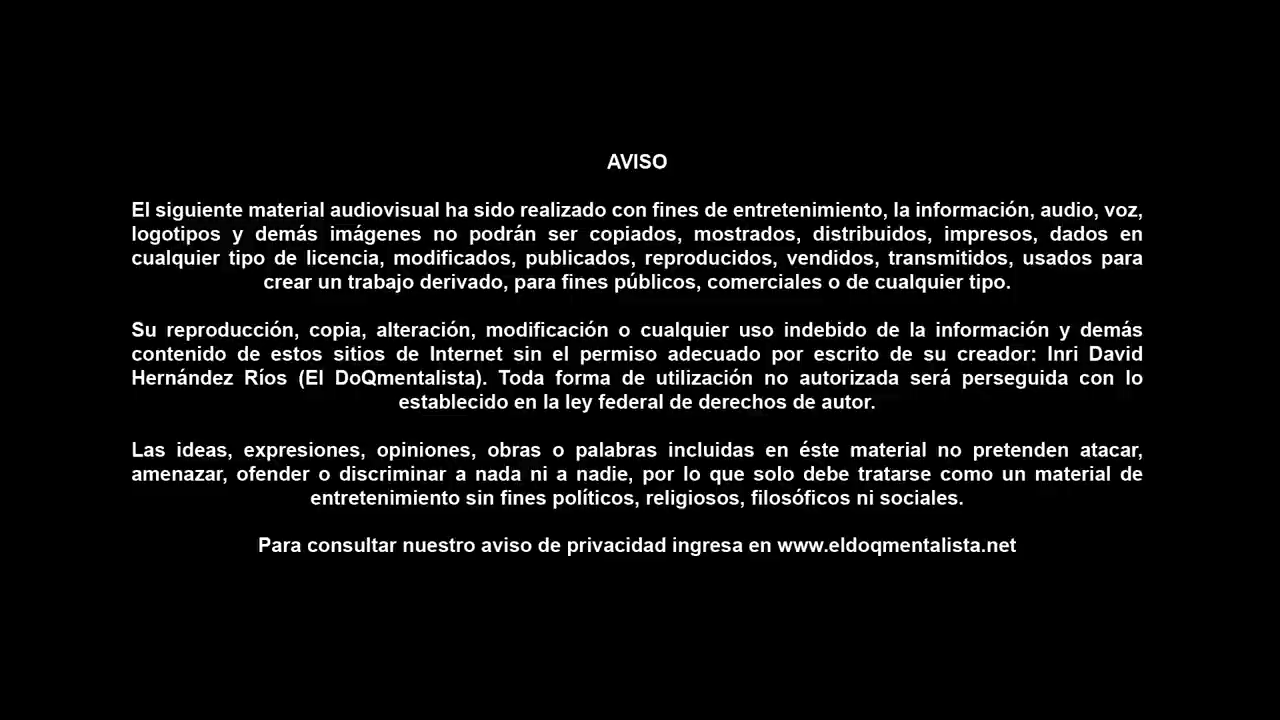 AVISO
El siguiente material audiovisual ha sido realizado con fines de entretenimiento, la información, audio, voz,
logotipos y demás imágenes no podrán ser copiados, mostrados, distribuidos, impresos, dados en
cualquier tipo de licencia, modificados, publicados, reproducidos, vendidos, transmitidos, usados para
crear un trabajo derivado, para fines públicos, comerciales o de cualquier tipo.
Su reproducción, copia, alteración, modificación o cualquier uso indebido de la información y demás
contenido de estos sitios de Internet sin el permiso adecuado por escrito de su creador: Inri David
Hernández Ríos (El DoQmentalista). Toda forma de utilización no autorizada será perseguida con lo
establecido en la ley federal de derechos de autor.
Las ideas, expresiones, opiniones, obras o palabras incluidas en éste material no pretenden atacar,
amenazar, ofender o discriminar a nada ni a nadie, por lo que solo debe tratarse como un material de
entretenimiento sin fines políticos, religiosos, filosóficos ni sociales.
Para consultar nuestro aviso de privacidad ingresa en www.eldoqmentalista.net